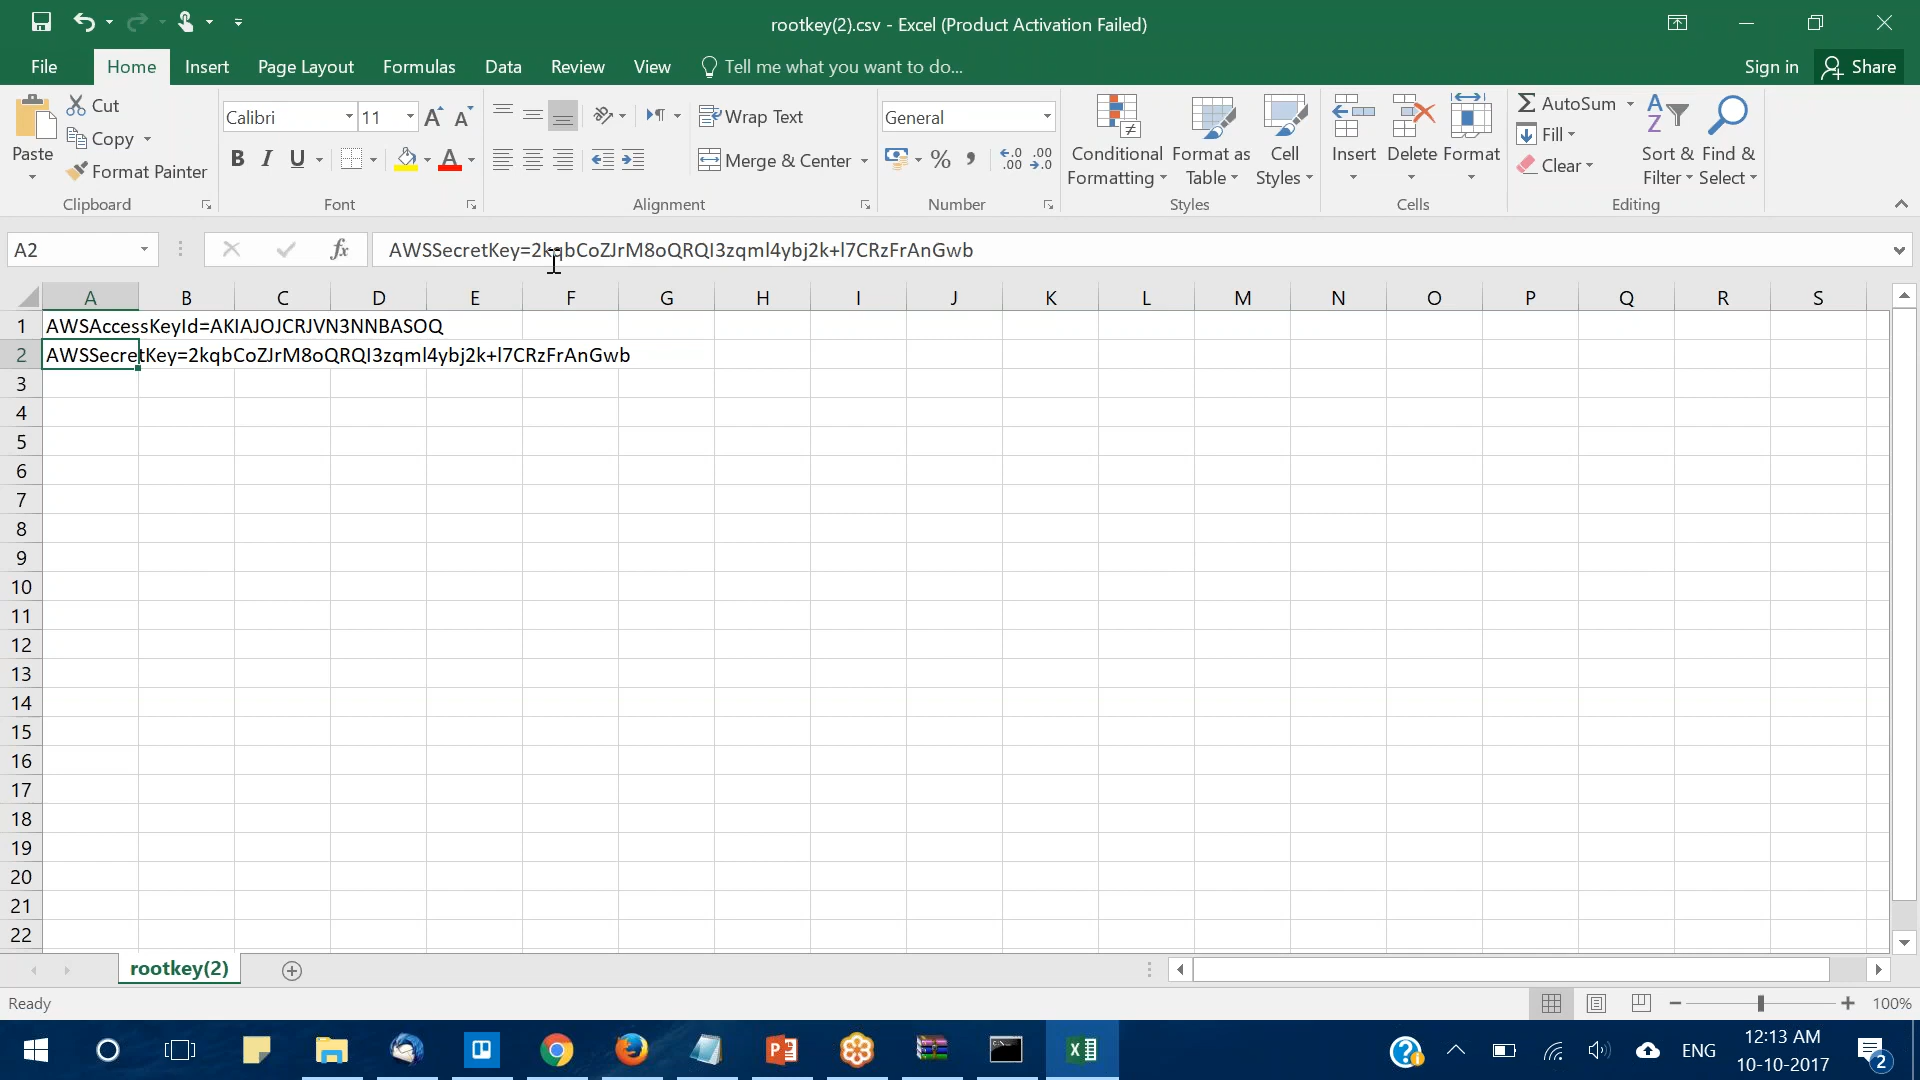 rootkey(2).csv - Excel (Product Activation Failed)
File Home Insert Page Layout Formulas Data Review View Tell me what you want to do... Sign in Share
Cut
Copy
Format Painter
Paste
Clipboard
Calibri 11
B I U
Font
Wrap Text
Merge & Center
Alignment
General
Number
Conditional Formatting
Format as Table
Cell Styles
Styles
Insert Delete Format
Cells
AutoSum
Fill
Clear
Sort & Filter
Find & Select
Editing
A2 fx AWSSecretKey=2kqbCoZJrM8oQRQI3zqml4ybj2k+l7CRzFrAnGwb
A B C D E F G H I J K L M N O P Q R S
1 AWSAccessKeyId=AKIAJOJCRJVN3NNBASOQ
2 AWSSecretKey=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
3
4
5
6
7
8
9
10
11
12
13
14
15
16
17
18
19
20
21
22
rootkey(2)
Ready 100%
ENG 12:13 AM
10-10-2017
2